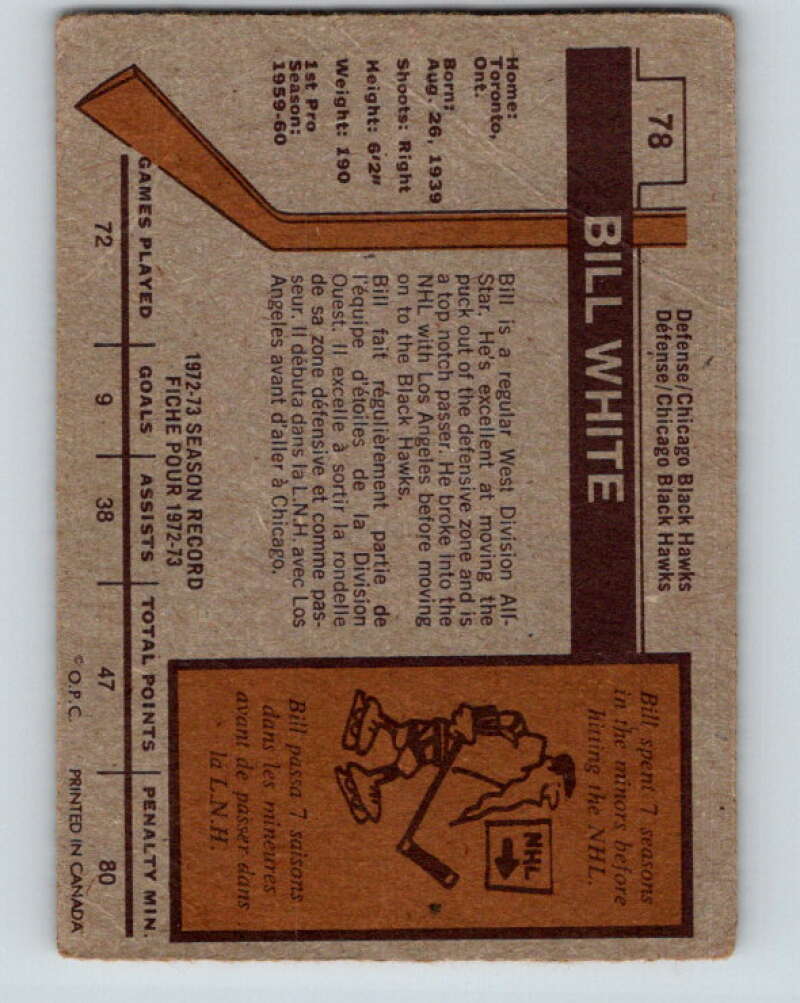 78
Defense/Chicago Black Hawks
Défense/Chicago Black Hawks
BILL WHITE
Home:
Toronto,
Ont.
Born:
Aug. 26, 1939
Shoots: Right
Height: 6'2"
Weight: 190
1st Pro
Season:
1959-60
Bill is a regular West Division All-
Star. He's excellent at moving the
puck out of the defensive zone and is
a top notch passer. He broke into the
NHL with Los Angeles before moving
on to the Black Hawks.
Bill fait régulièrement partie de
l'équipe d'étoiles de la Division
Ouest. Il excelle à sortir la rondelle
de sa zone défensive et comme pas-
seur. Il débuta dans la L.N.H. avec Los
Angeles avant d'aller à Chicago.
Bill spent 7 seasons
in the minors before
hitting the NHL.
NHL
Bill passa 7 saisons
dans les mineures
avant de passer dans
la L.N.H.
1972-73 SEASON RECORD
FICHE POUR 1972-73
GAMES PLAYED GOALS ASSISTS TOTAL POINTS PENALTY MIN.
72 9 38 47 80
© O.P.C. PRINTED IN CANADA